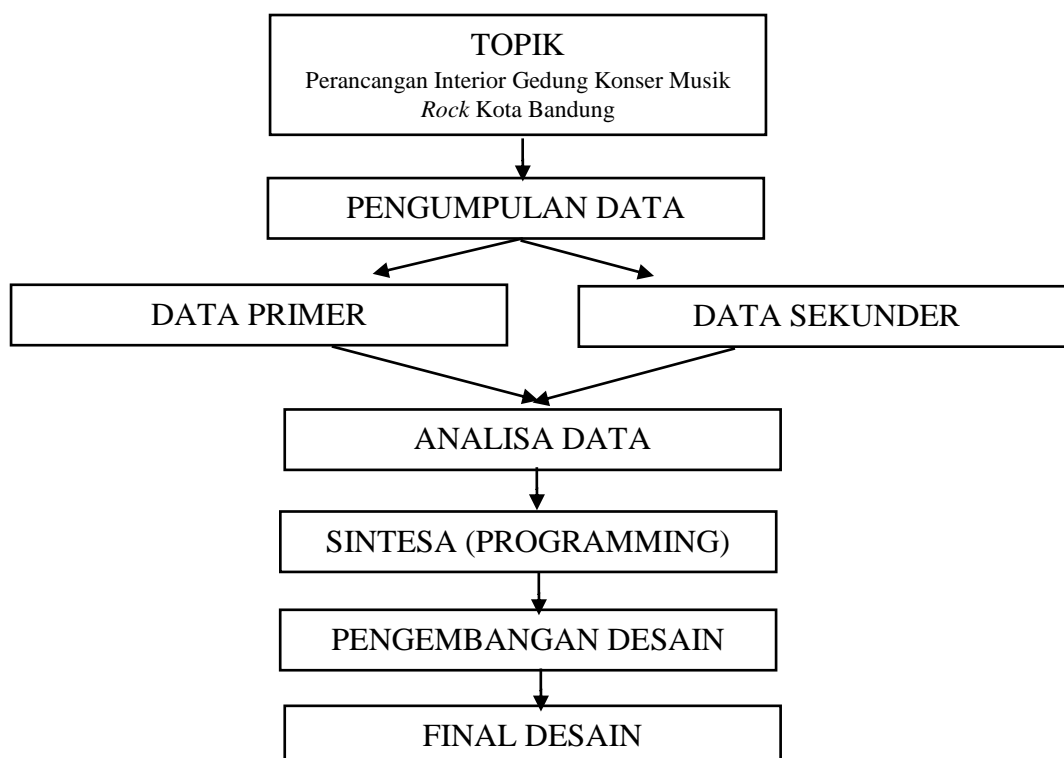 TOPIK
Perancangan Interior Gedung Konser Musik
Rock Kota Bandung
PENGUMPULAN DATA
DATA PRIMER
DATA SEKUNDER
ANALISA DATA
SINTESA (PROGRAMMING)
PENGEMBANGAN DESAIN
FINAL DESAIN